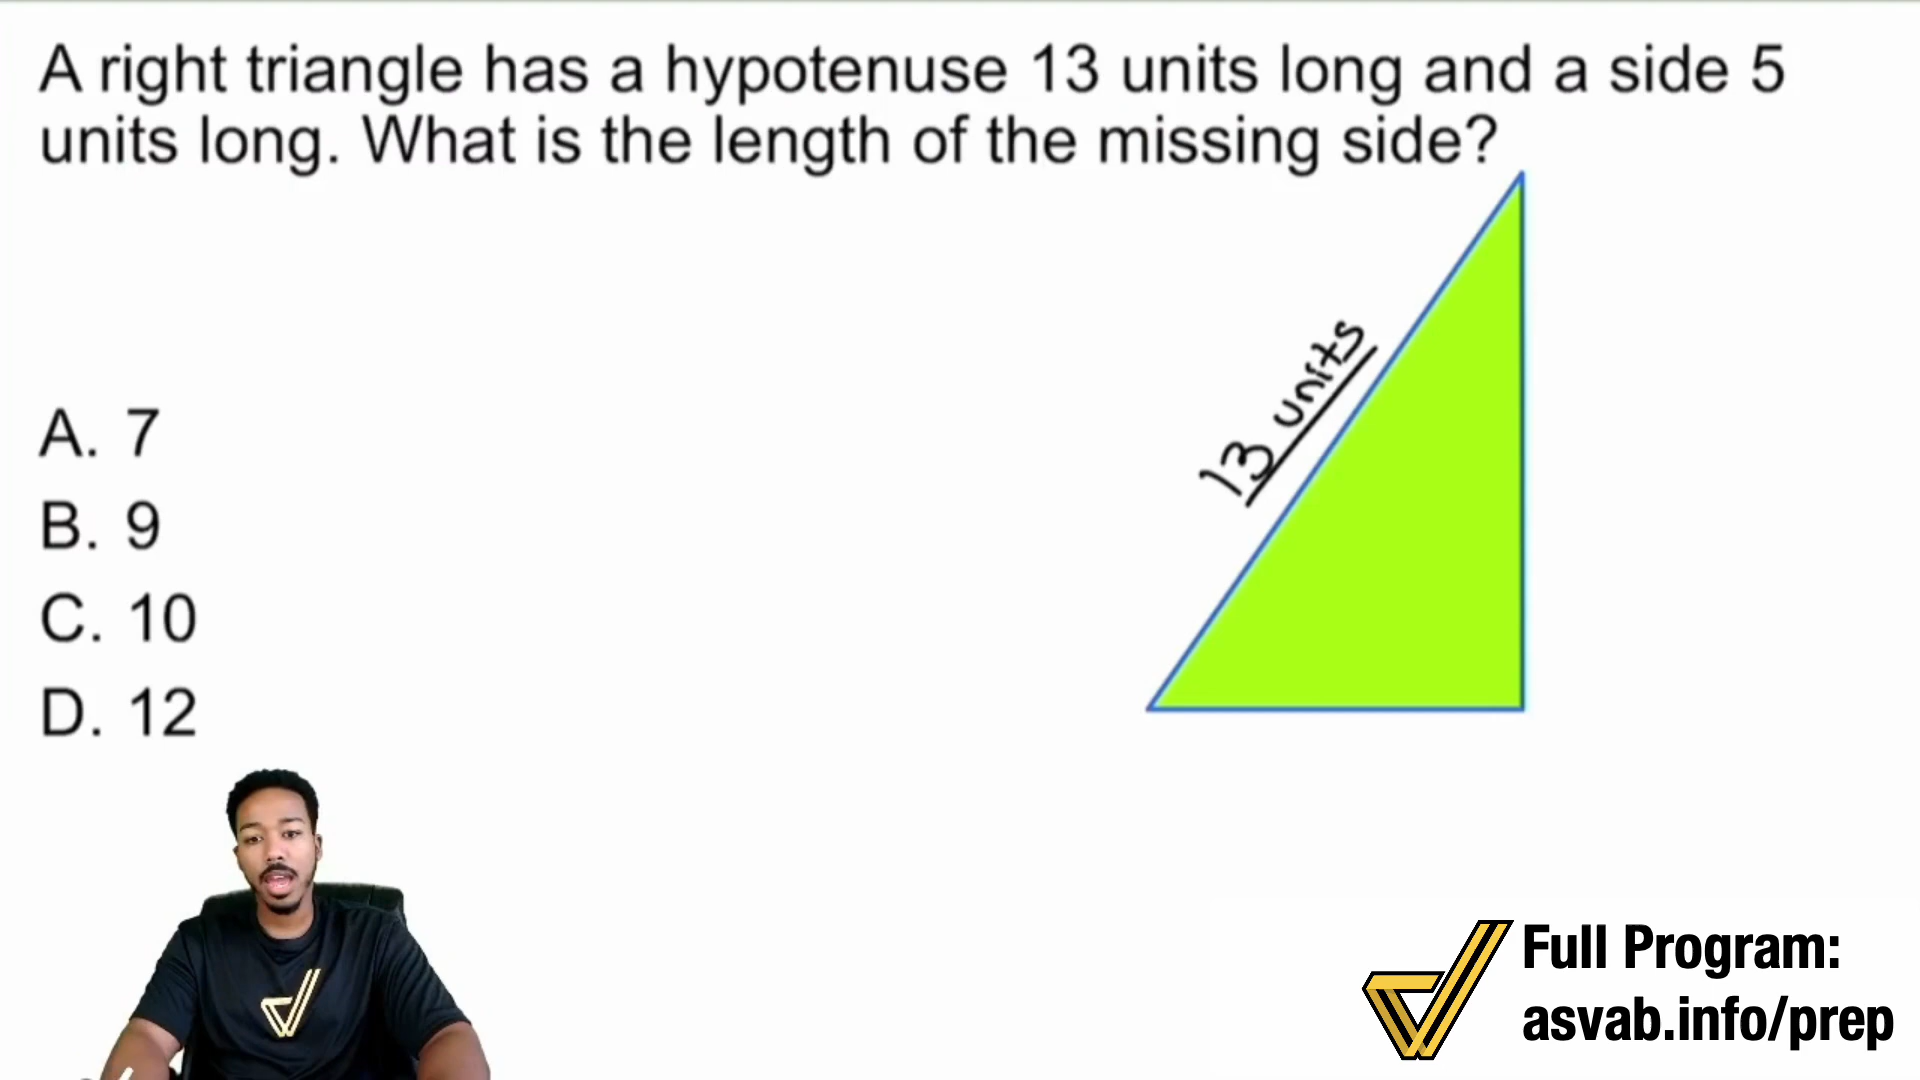 A right triangle has a hypotenuse 13 units long and a side 5
units long. What is the length of the missing side?
13 units
A. 7
B. 9
C. 10
D. 12
Full Program:
asvab.info/prep